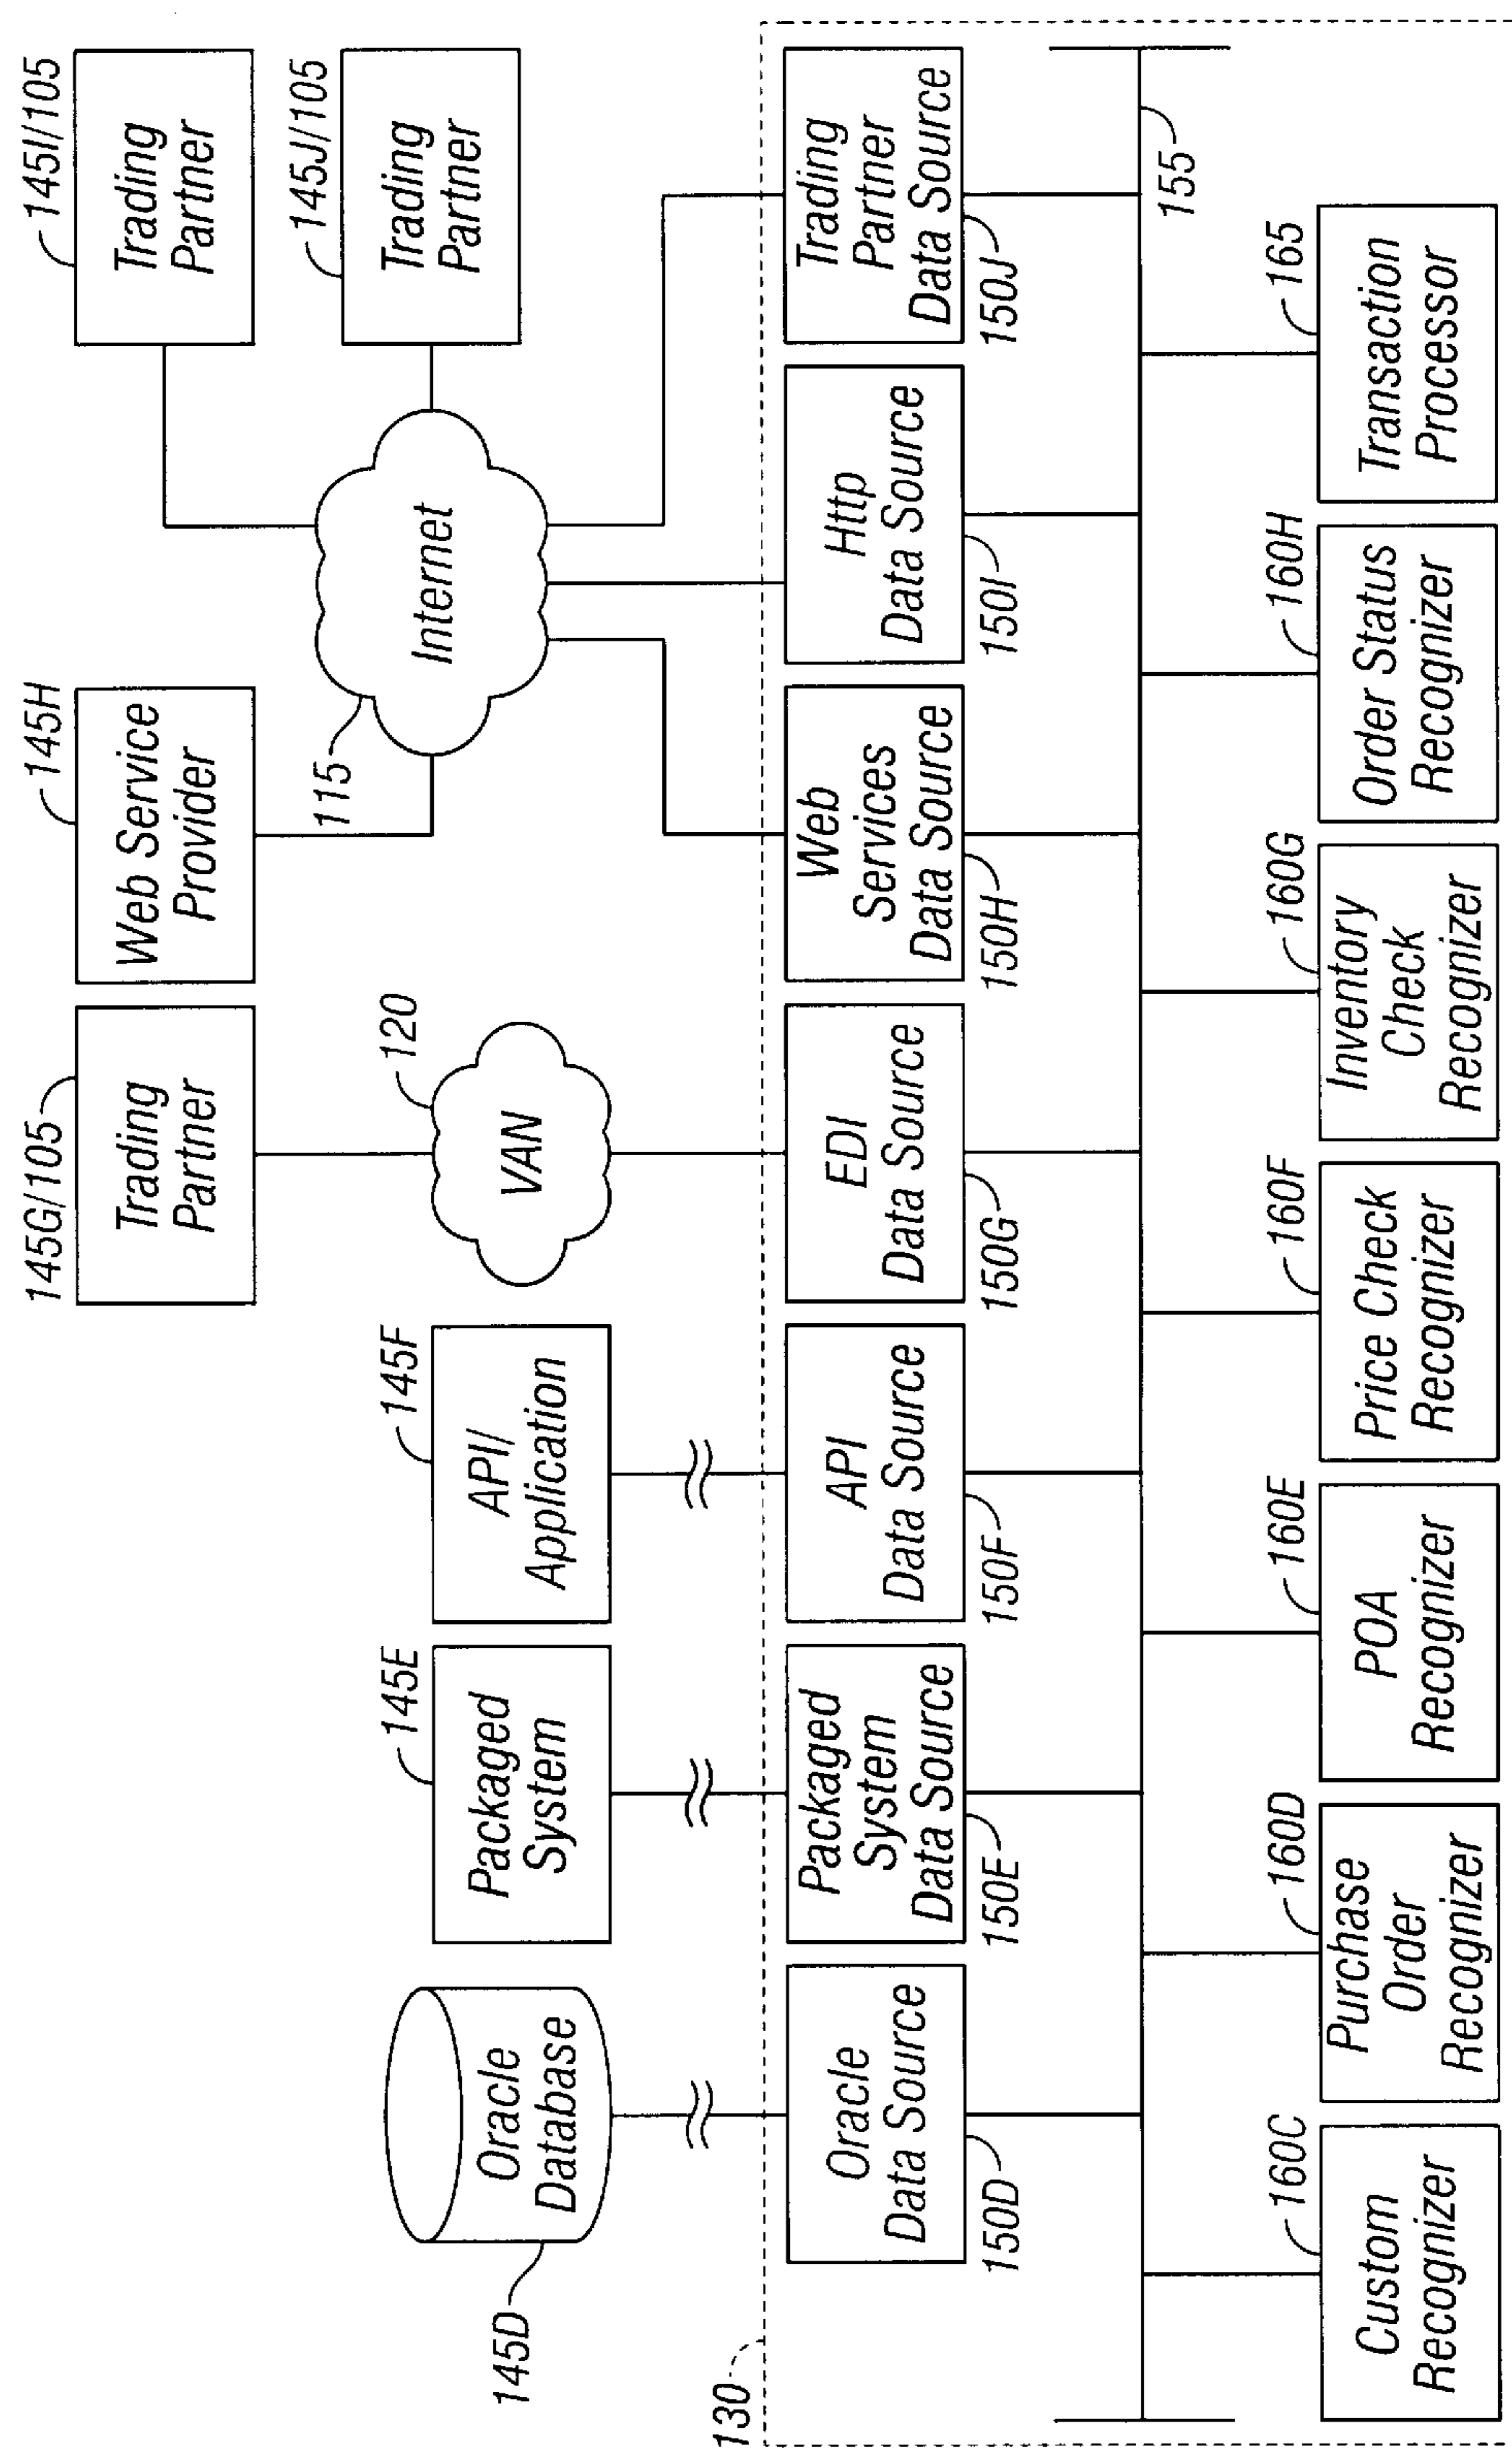 145G/105
Trading
Partner
145H
Web Service
Provider
145I/105
Trading
Partner
145J/105
Trading
Partner
115
Internet
120
VAN
145D
Oracle
Database
145E
Packaged
System
145F
API/
Application
130
Oracle
Data Source
150D
Packaged
System
Data Source
150E
API
Data Source
150F
EDI
Data Source
150G
Web
Services
Data Source
150H
Http
Data Source
150I
Trading
Partner
Data Source
150J
155
160C
Custom
Recognizer
160D
Purchase
Order
Recognizer
160E
POA
Recognizer
160F
Price Check
Recognizer
160G
Inventory
Check
Recognizer
160H
Order Status
Recognizer
165
Transaction
Processor